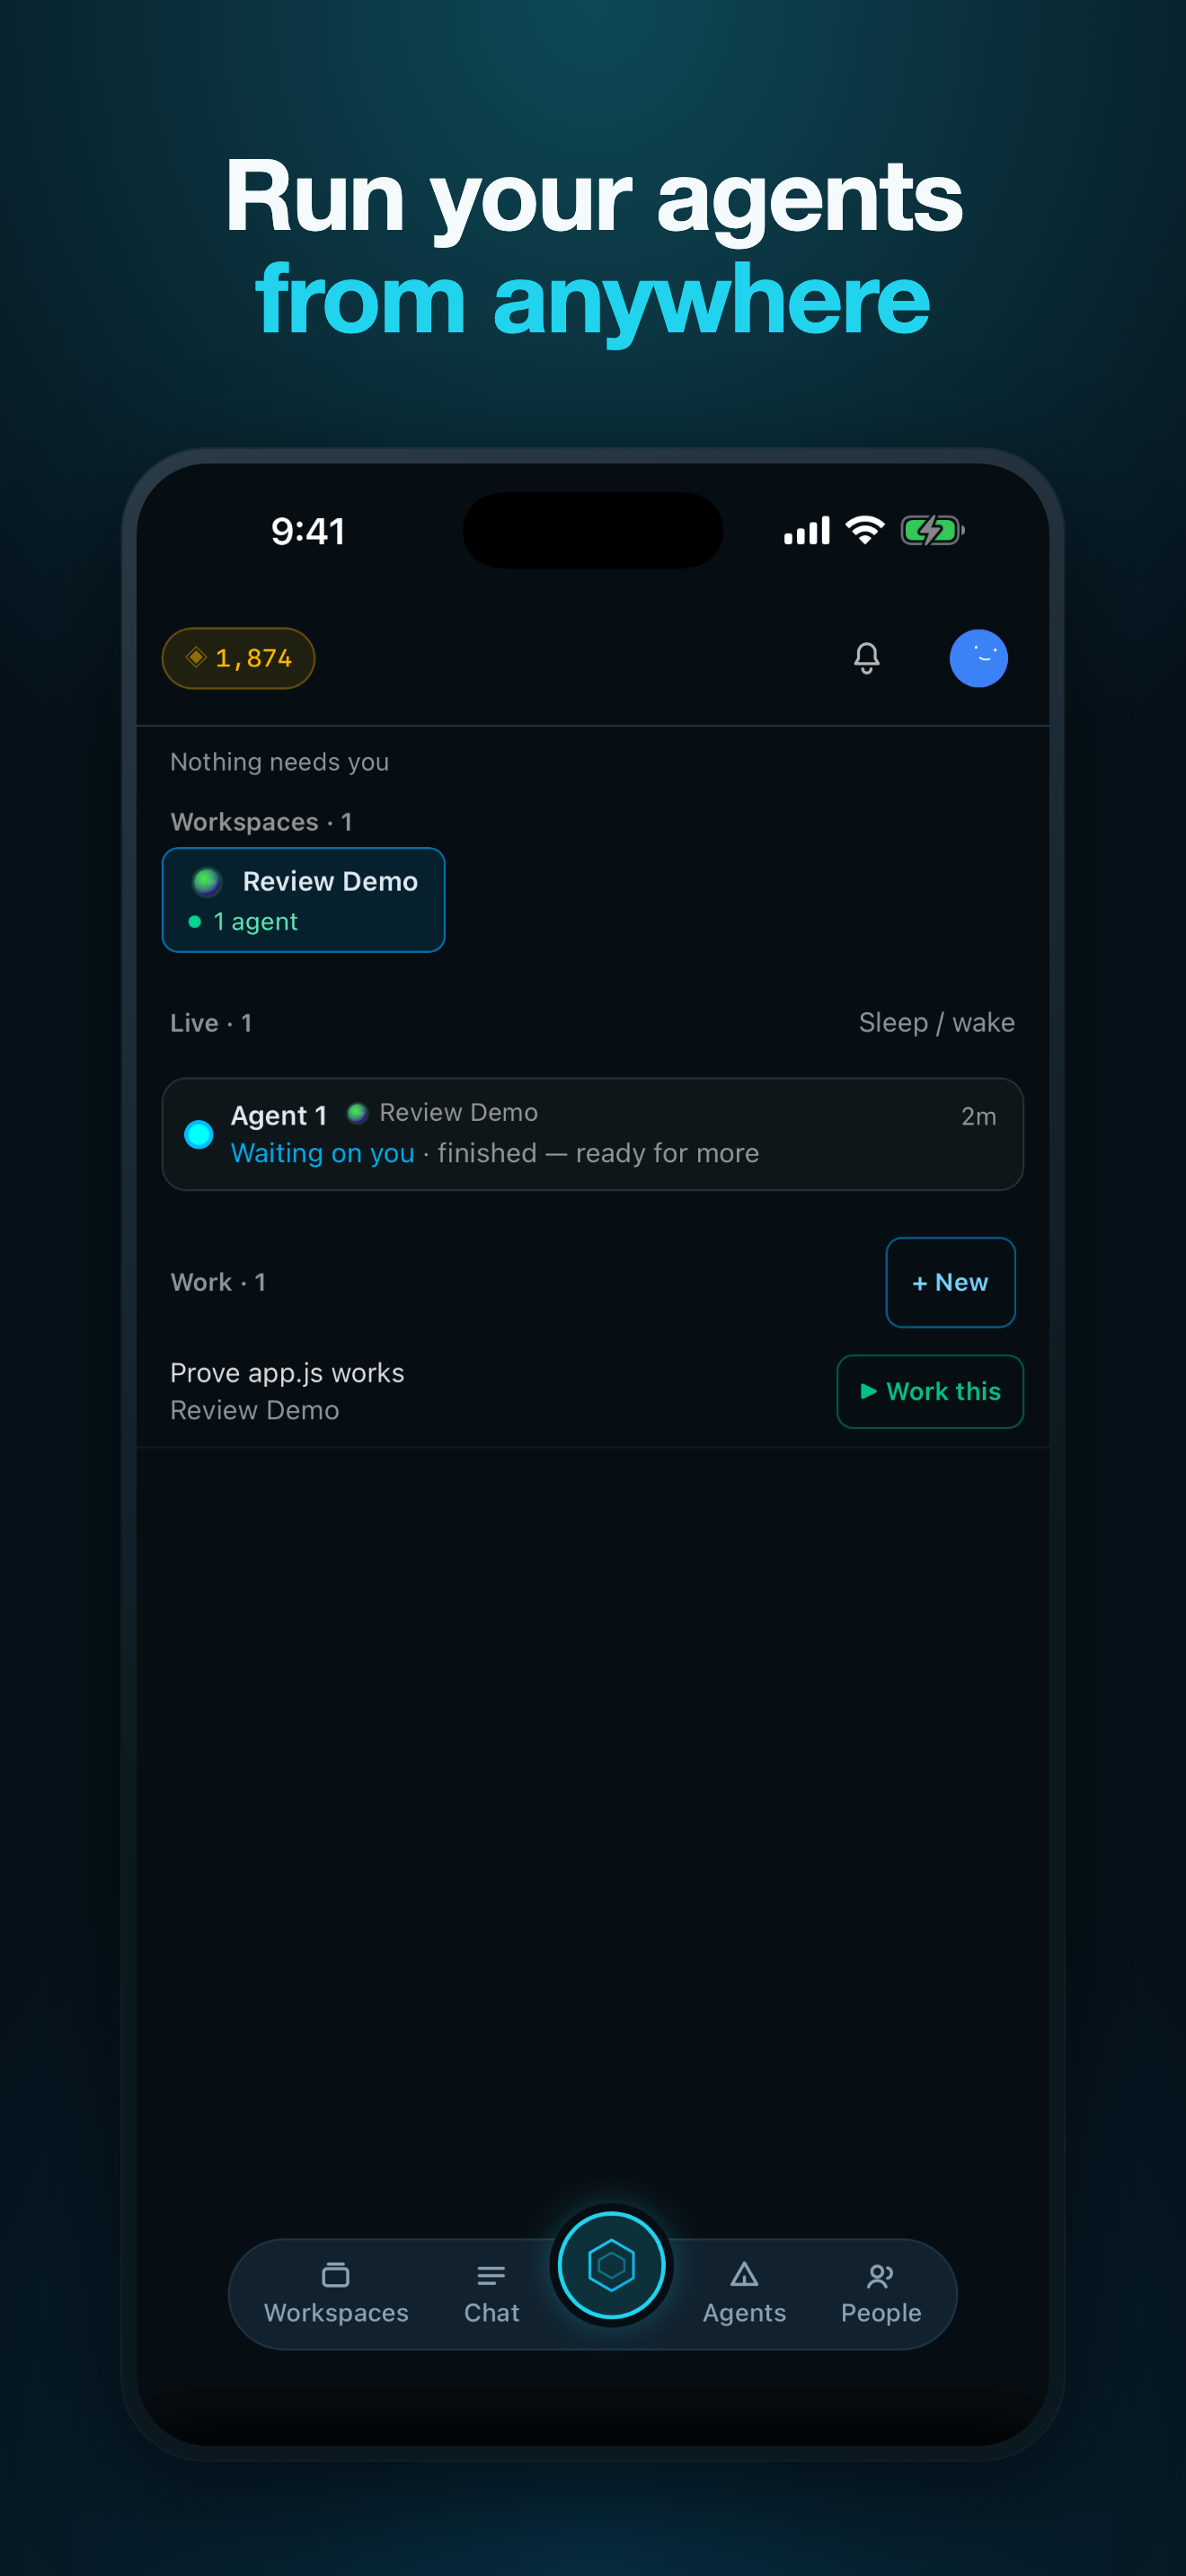 Run your agents
from anywhere
9:41
1,874
Nothing needs you
Workspaces · 1
Review Demo
1 agent
Live · 1
Sleep / wake
Agent 1
Review Demo
2m
Waiting on you · finished — ready for more
Work · 1
+ New
Prove app.js works
Review Demo
Work this
Workspaces
Chat
Agents
People